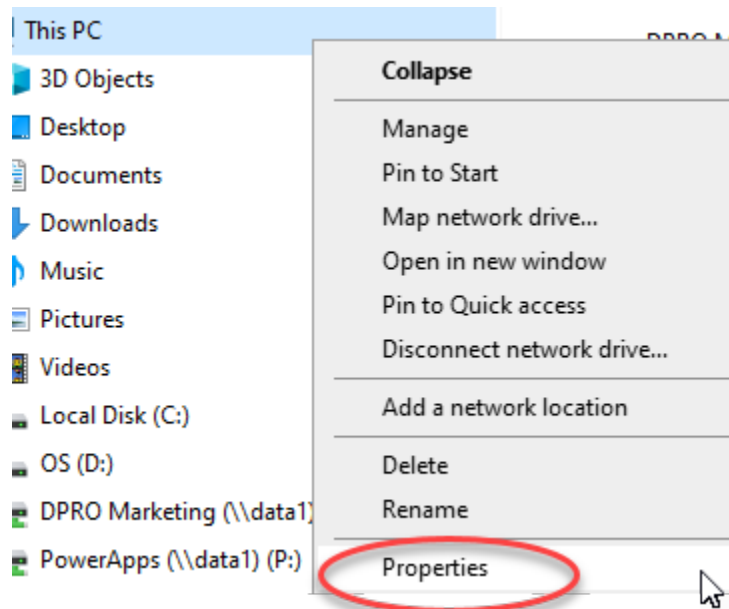 This PC
3D Objects
Desktop
Documents
Downloads
Music
Pictures
Videos
Local Disk (C:)
OS (D:)
DPRO Marketing (\\data1)
PowerApps (\\data1) (P:)
Collapse
Manage
Pin to Start
Map network drive...
Open in new window
Pin to Quick access
Disconnect network drive...
Add a network location
Delete
Rename
Properties